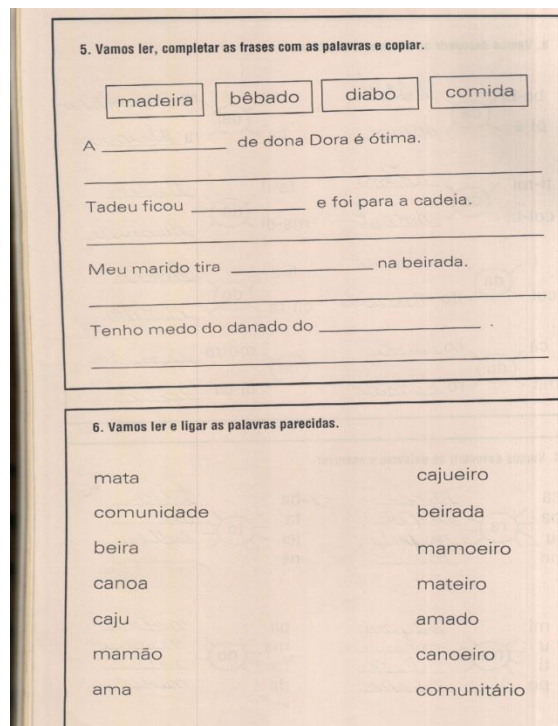 5. Vamos ler, completar as frases com as palavras e copiar.
madeira bêbado diabo comida
A ____________ de dona Dora é ótima.
Tadeu ficou ____________ e foi para a cadeia.
Meu marido tira ____________ na beirada.
Tenho medo do danado do ____________ .
6. Vamos ler e ligar as palavras parecidas.
mata cajueiro
comunidade beirada
beira mamoeiro
canoa mateiro
caju amado
mamão canoeiro
ama comunitário